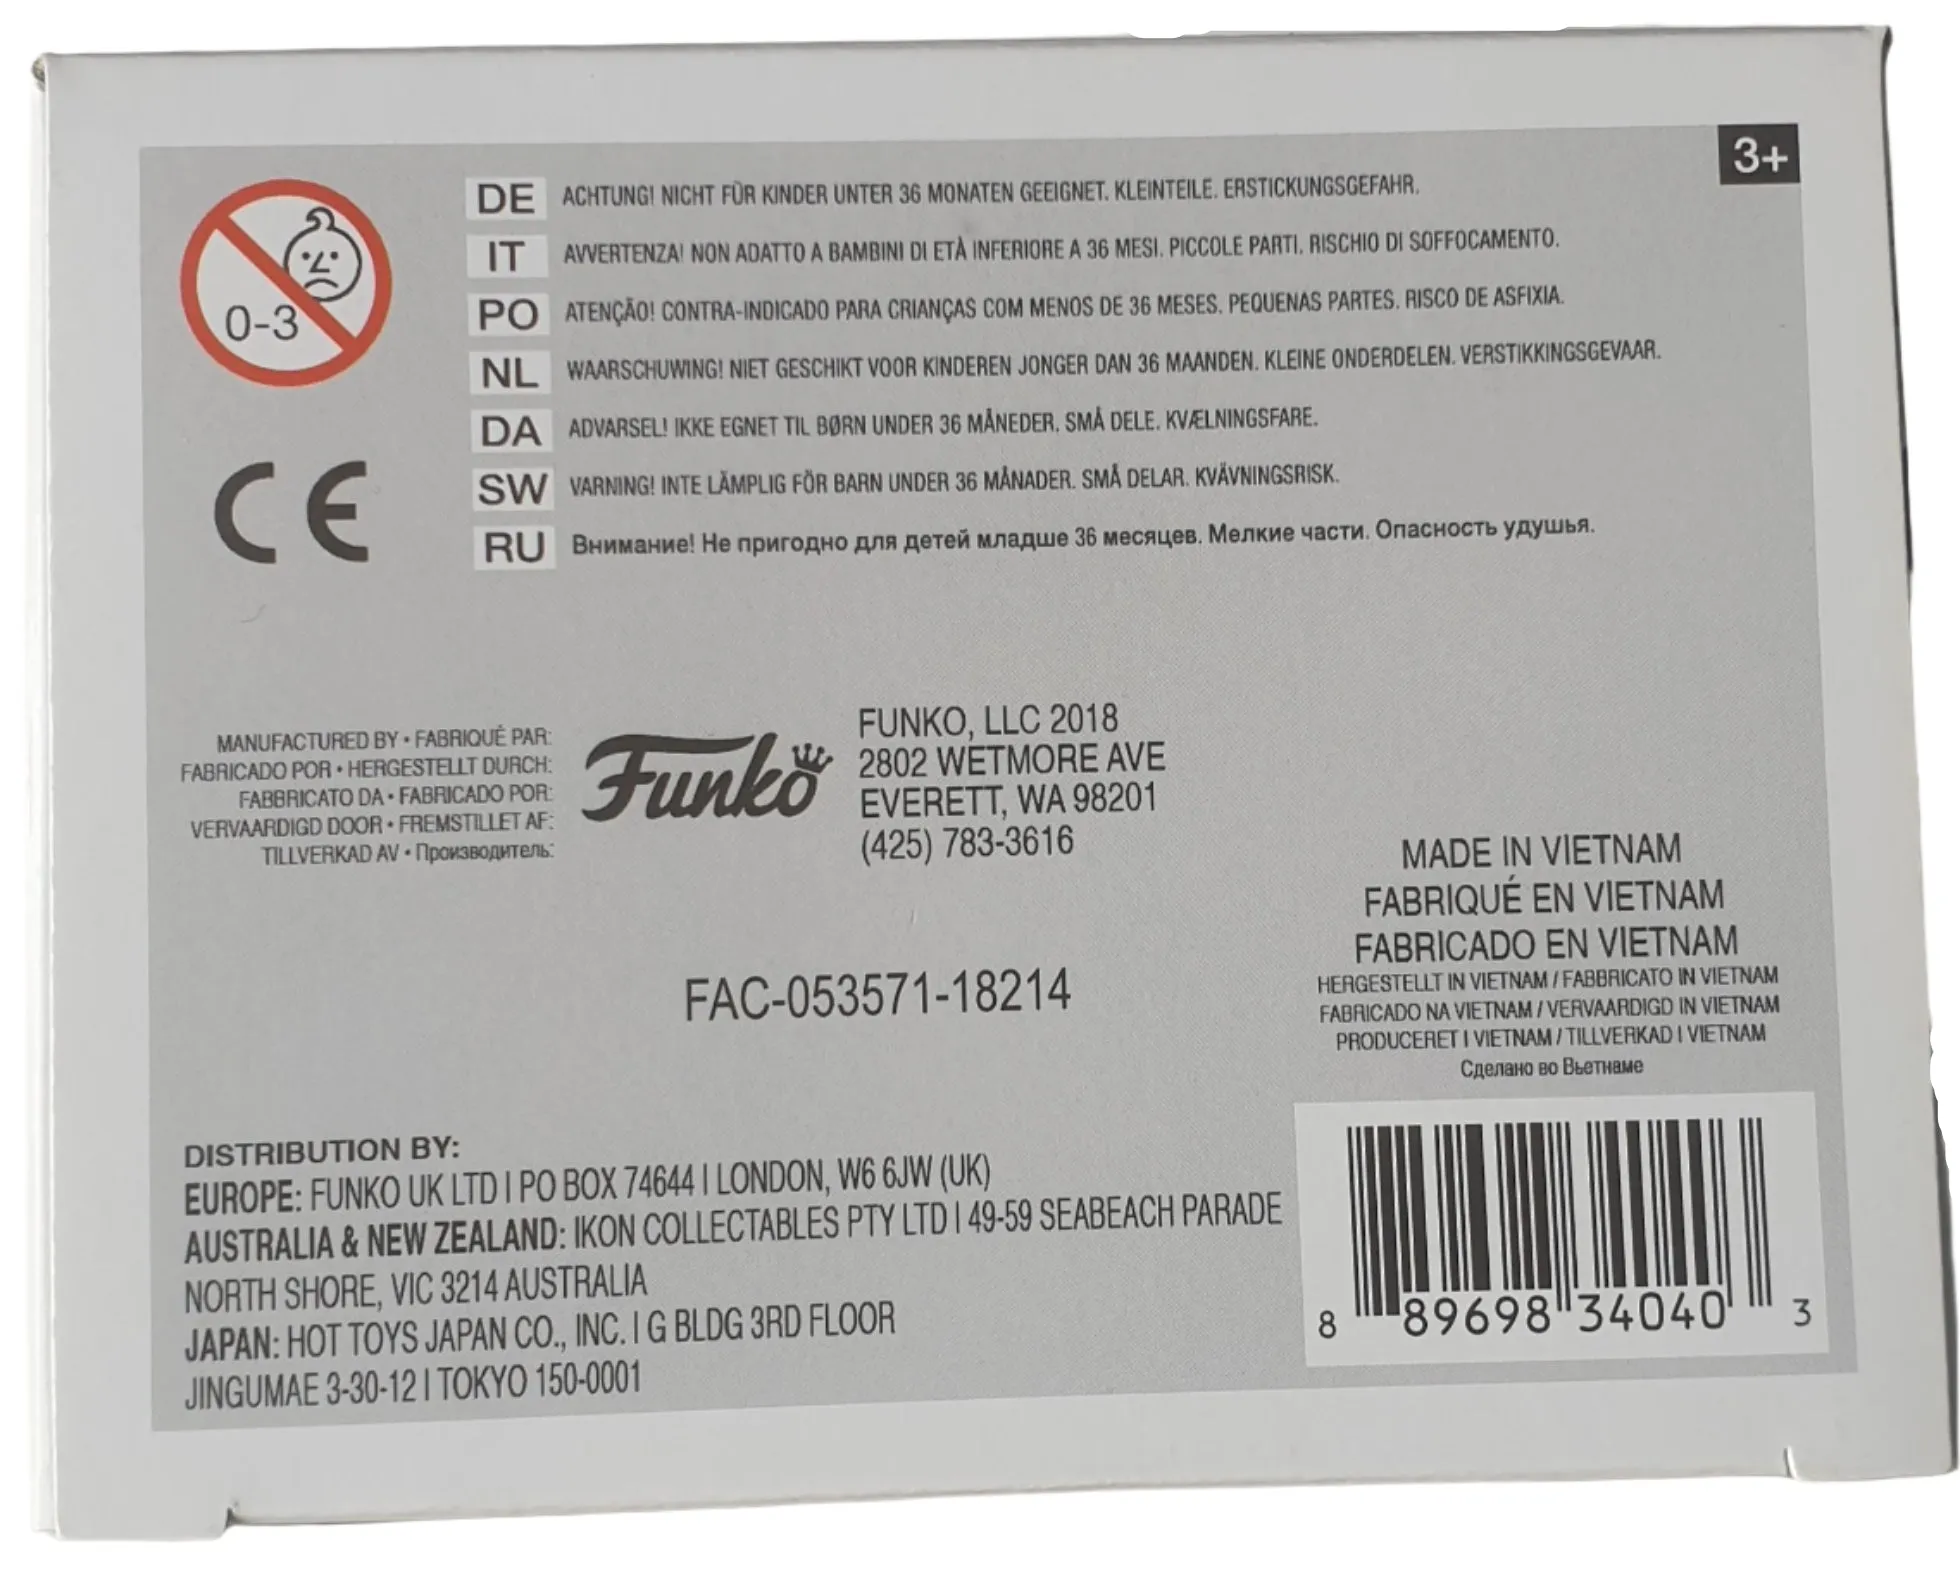 3+
0-3
DE ACHTUNG! NICHT FÜR KINDER UNTER 36 MONATEN GEEIGNET. KLEINTEILE. ERSTICKUNGSGEFAHR.
IT AVVERTENZA! NON ADATTO A BAMBINI DI ETÀ INFERIORE A 36 MESI. PICCOLE PARTI. RISCHIO DI SOFFOCAMENTO.
PO ATENÇÃO! CONTRA-INDICADO PARA CRIANÇAS COM MENOS DE 36 MESES. PEQUENAS PARTES. RISCO DE ASFIXIA.
NL WAARSCHUWING! NIET GESCHIKT VOOR KINDEREN JONGER DAN 36 MAANDEN. KLEINE ONDERDELEN. VERSTIKKINGSGEVAAR.
DA ADVARSEL! IKKE EGNET TIL BØRN UNDER 36 MÅNEDER. SMÅ DELE. KVÆLNINGSFARE.
SW VARNING! INTE LÄMPLIG FÖR BARN UNDER 36 MÅNADER. SMÅ DELAR. KVÄVNINGSRISK.
RU Внимание! Не пригодно для детей младше 36 месяцев. Мелкие части. Опасность удушья.
CE
MANUFACTURED BY • FABRIQUÉ PAR:
FABRICADO POR • HERGESTELLT DURCH:
FABBRICATO DA • FABRICADO POR:
VERVAARDIGD DOOR • FREMSTILLET AF:
TILLVERKAD AV • Производитель:
Funko
FUNKO, LLC 2018
2802 WETMORE AVE
EVERETT, WA 98201
(425) 783-3616
MADE IN VIETNAM
FABRIQUÉ EN VIETNAM
FABRICADO EN VIETNAM
HERGESTELLT IN VIETNAM / FABBRICATO IN VIETNAM
FABRICADO NA VIETNAM / VERVAARDIGD IN VIETNAM
PRODUCERET I VIETNAM / TILLVERKAD I VIETNAM
Сделано во Вьетнаме
FAC-053571-18214
DISTRIBUTION BY:
EUROPE: FUNKO UK LTD | PO BOX 74644 | LONDON, W6 6JW (UK)
AUSTRALIA & NEW ZEALAND: IKON COLLECTABLES PTY LTD | 49-59 SEABEACH PARADE
NORTH SHORE, VIC 3214 AUSTRALIA
JAPAN: HOT TOYS JAPAN CO., INC. | G BLDG 3RD FLOOR
JINGUMAE 3-30-12 | TOKYO 150-0001
8 89698 34040 3